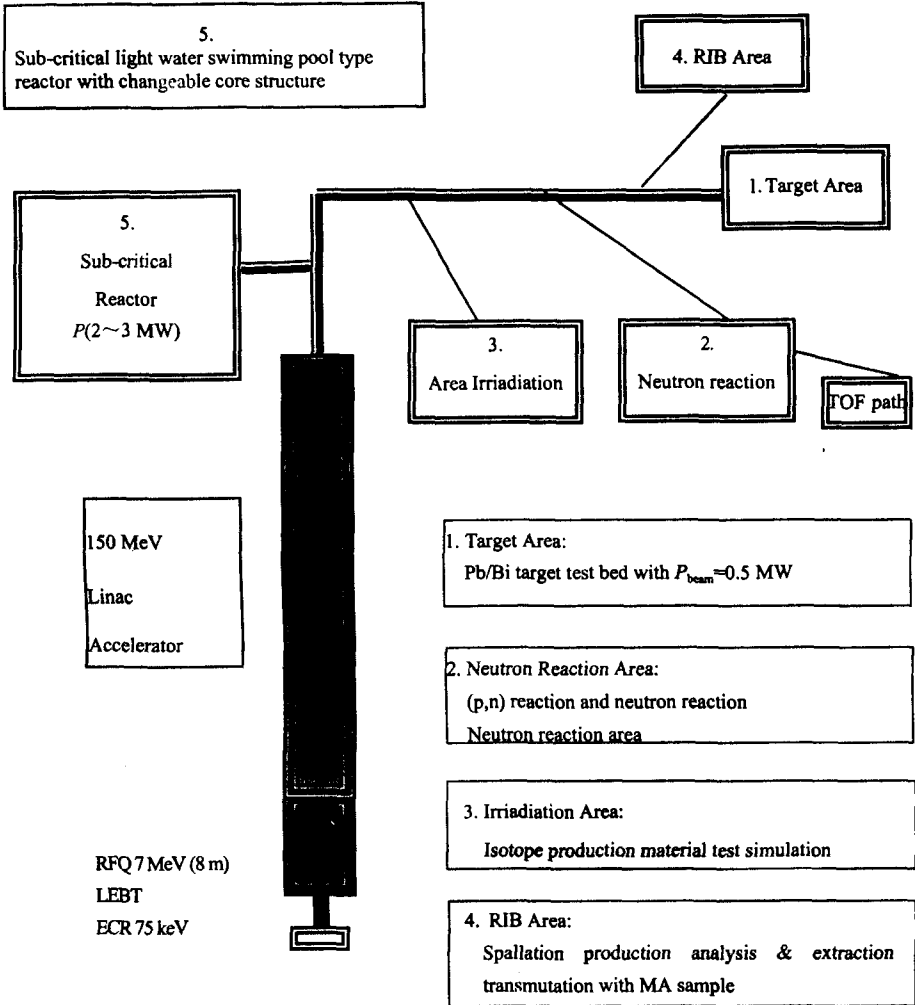 5.
Sub-critical light water swimming pool type
reactor with changeable core structure
4. RIB Area
1. Target Area
5.
Sub-critical
Reactor
P(2～3 MW)
3.
Area Irriadiation
2.
Neutron reaction
TOF path
150 MeV
Linac
Accelerator
RFQ 7 MeV (8 m)
LEBT
ECR 75 keV
1. Target Area:
Pb/Bi target test bed with Pbeam=0.5 MW
2. Neutron Reaction Area:
(p,n) reaction and neutron reaction
Neutron reaction area
3. Irriadiation Area:
Isotope production material test simulation
4. RIB Area:
Spallation production analysis & extraction
transmutation with MA sample